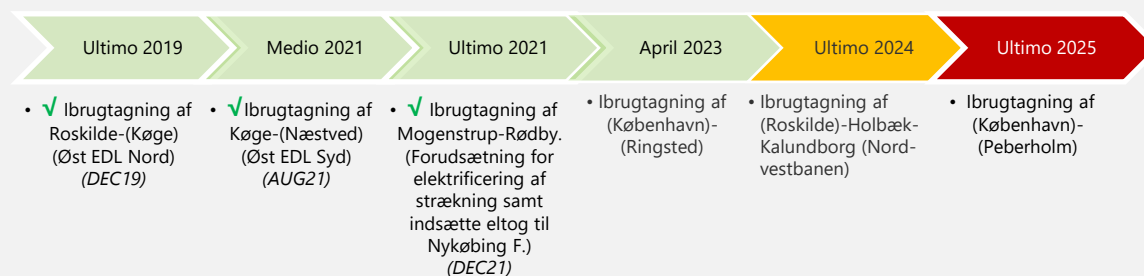 Ultimo 2019
Medio 2021
Ultimo 2021
April 2023
Ultimo 2024
Ultimo 2025
• √ Ibrugtagning af
Roskilde-(Køge)
(Øst EDL Nord)
(DEC19)
• √Ibrugtagning af
Køge-(Næstved)
(Øst EDL Syd)
(AUG21)
• √ Ibrugtagning af
Mogenstrup-Rødby.
(Forudsætning for
elektrificering af
strækning samt
indsætte eltog til
Nykøbing F.)
(DEC21)
• Ibrugtagning af
(København)-
(Ringsted)
• Ibrugtagning af
(Roskilde)-Holbæk-
Kalundborg (Nord-
vestbanen)
• Ibrugtagning af
(København)-
(Peberholm)